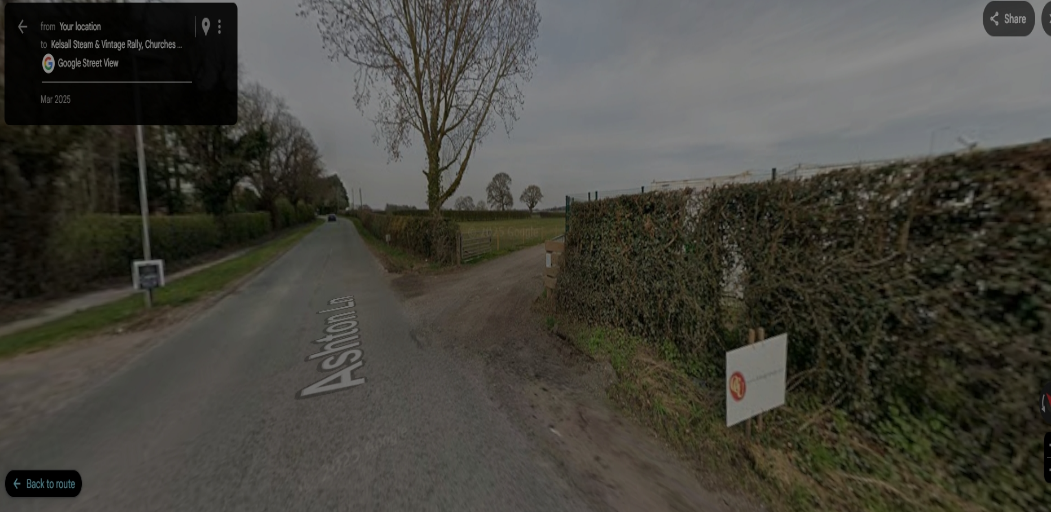 from Your location
to Kelsall Steam & Vintage Rally, Churches ...
Google Street View
Mar 2025
Share
Ashton Ln
Back to route